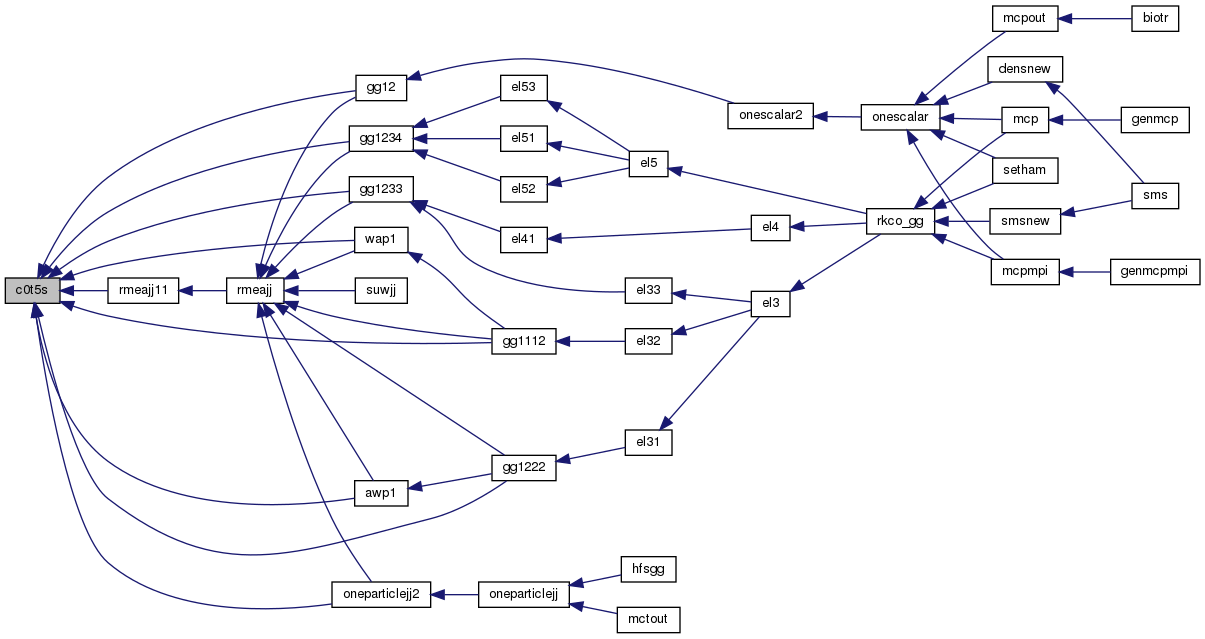 c0t5s
rmeajj11
rmeajj
gg12
gg1234
gg1233
wap1
suwjj
awp1
oneparticlejj2
el53
el51
el52
el41
gg1112
gg1222
oneparticlejj
el5
el33
el32
el31
hfsgg
mctout
onescalar2
el4
el3
onescalar
rkco_gg
mcpout
densnew
mcp
setham
smsnew
mcpmpi
biotr
genmcp
sms
genmcpmpi